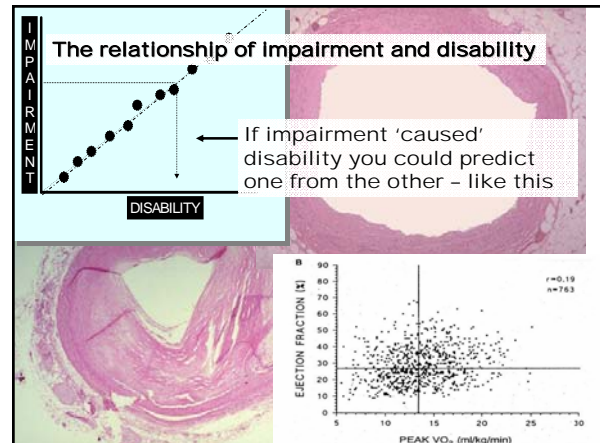 The relationship of impairment and disability
IMPAIRMENT
If impairment 'caused'
disability you could predict
one from the other – like this
DISABILITY
B
r=0.19
n=763
EJECTION FRACTION (%)
90
80
70
60
50
40
30
20
10
0
5 10 15 20 25 30
PEAK VO₂ (ml/kg/min)